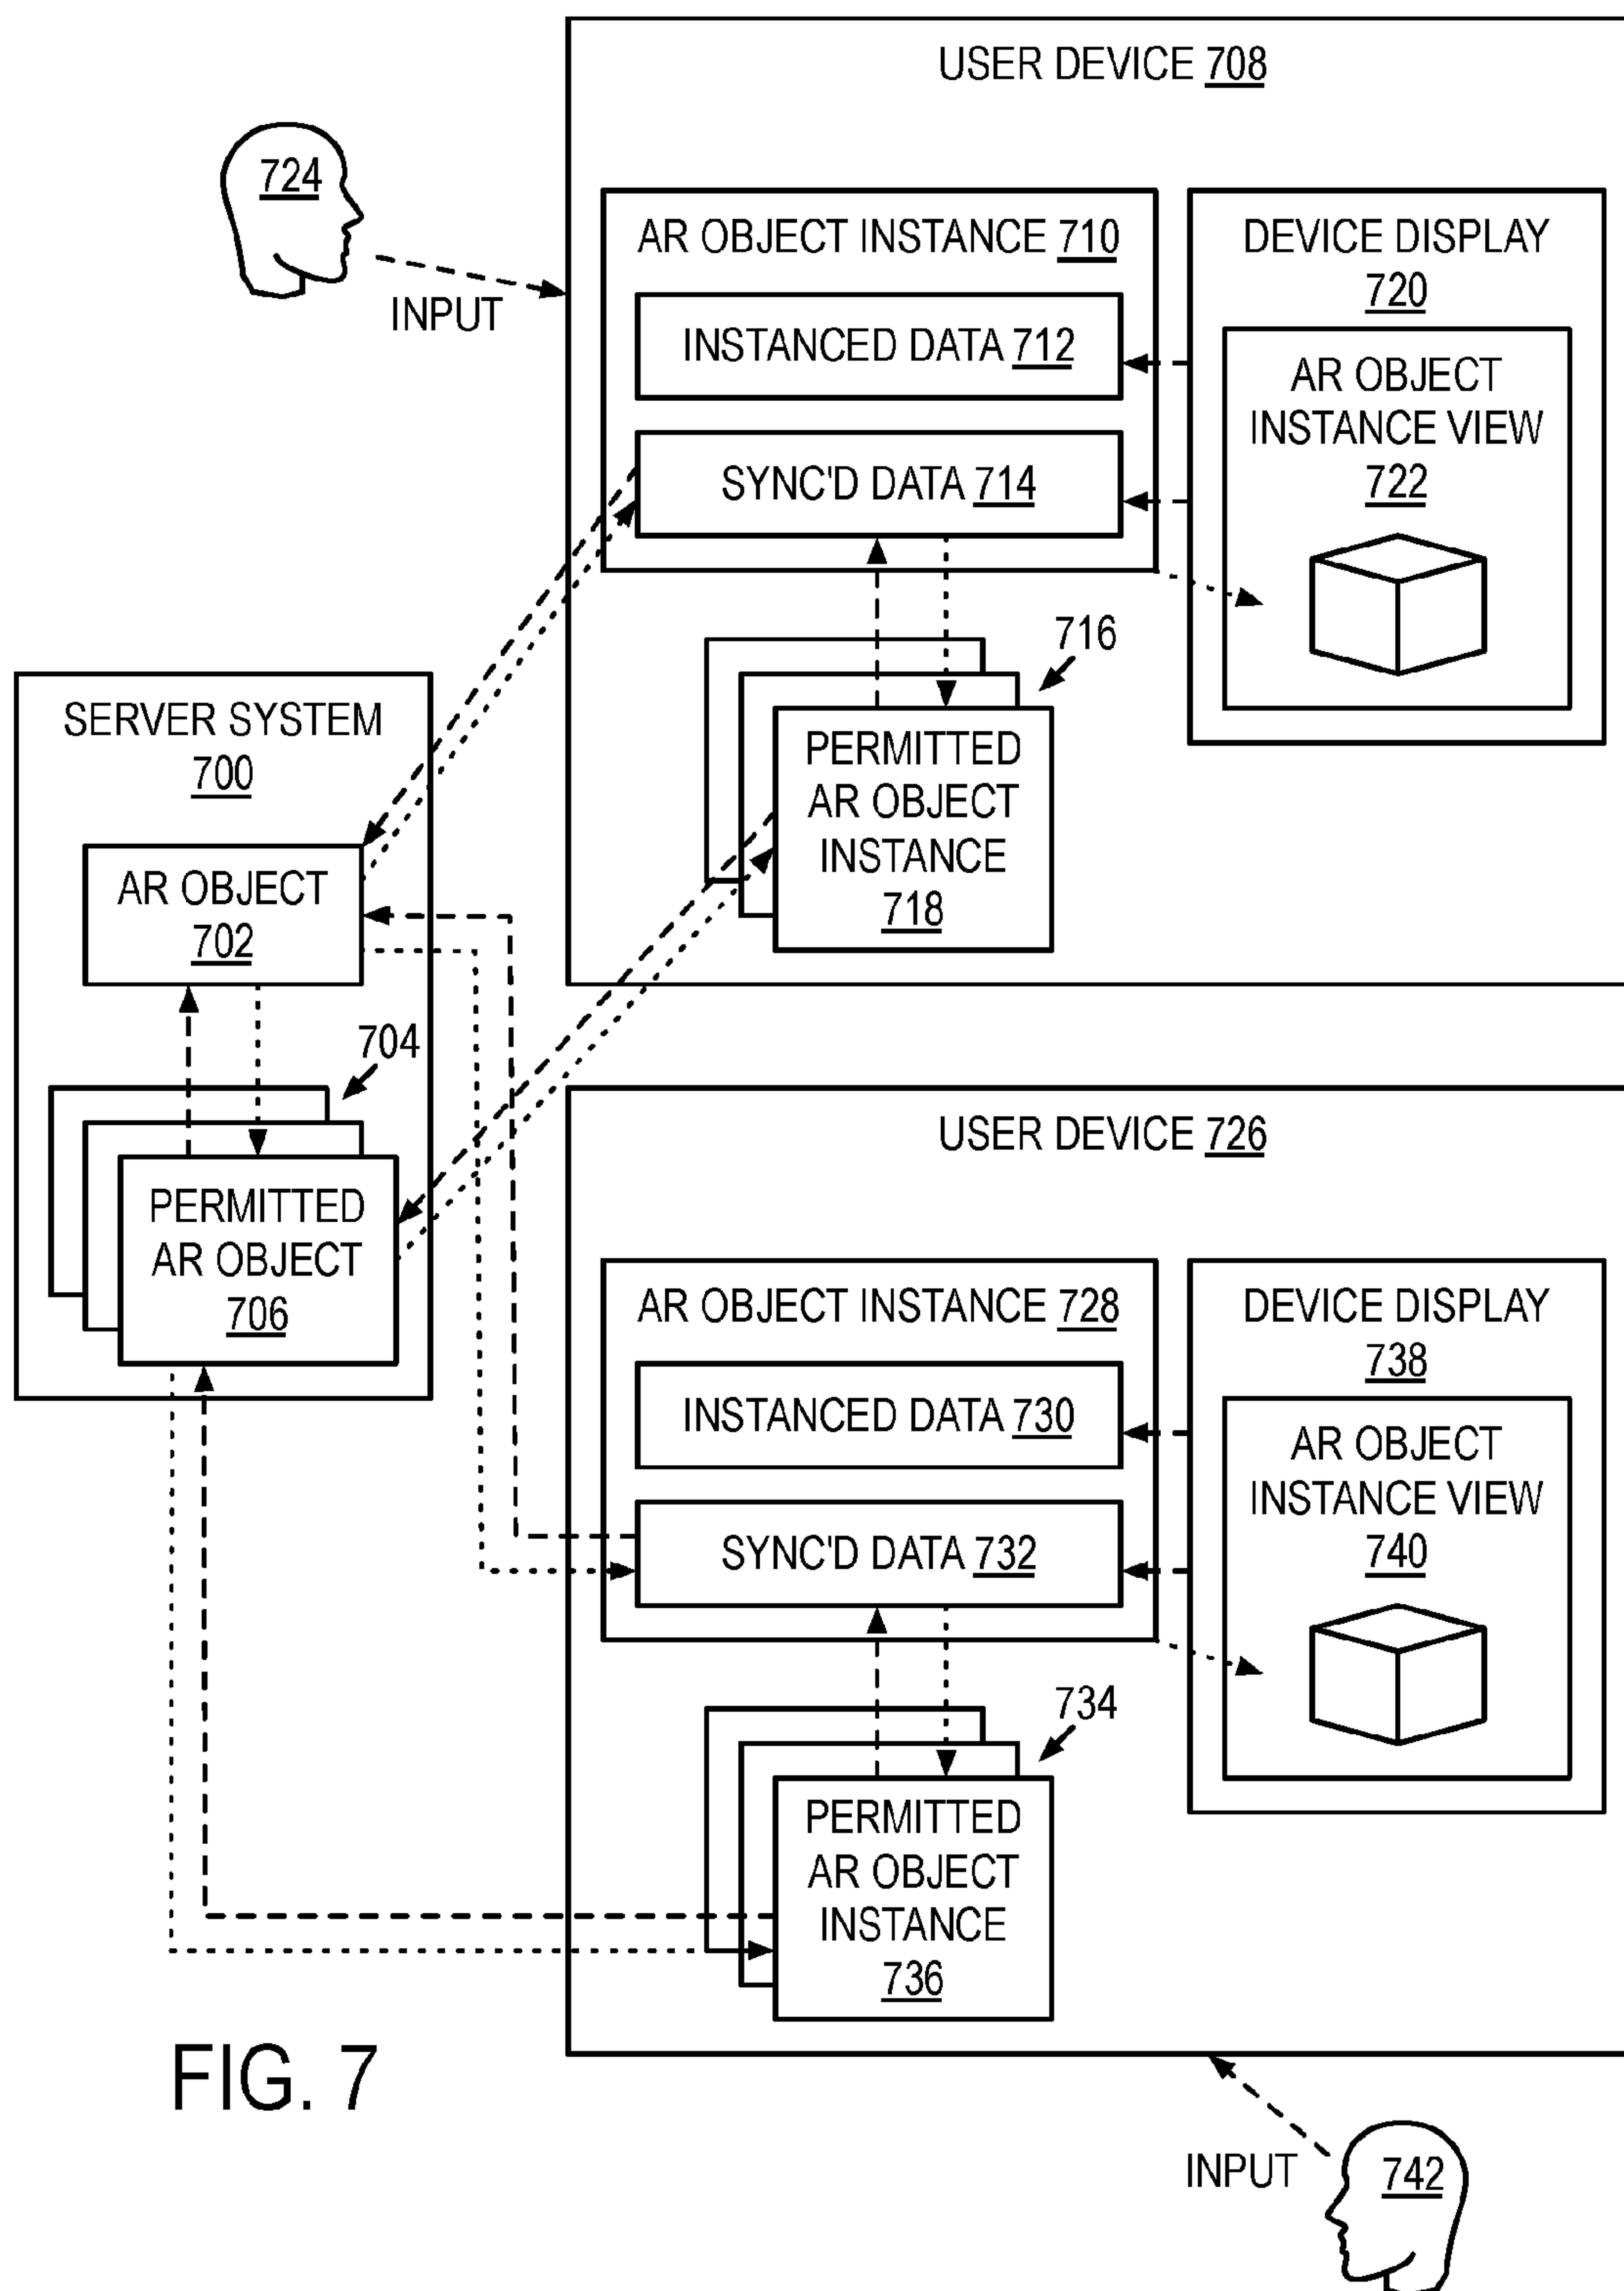 USER DEVICE 708
724
INPUT
AR OBJECT INSTANCE 710
INSTANCED DATA 712
SYNC'D DATA 714
DEVICE DISPLAY
720
AR OBJECT
INSTANCE VIEW
722
716
PERMITTED
AR OBJECT
INSTANCE
718
SERVER SYSTEM
700
AR OBJECT
702
704
PERMITTED
AR OBJECT
706
USER DEVICE 726
AR OBJECT INSTANCE 728
INSTANCED DATA 730
SYNC'D DATA 732
DEVICE DISPLAY
738
AR OBJECT
INSTANCE VIEW
740
734
PERMITTED
AR OBJECT
INSTANCE
736
FIG. 7
INPUT
742